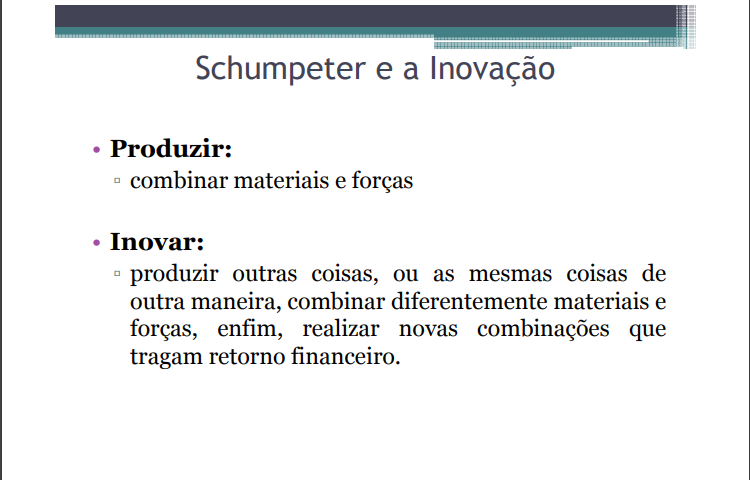 Schumpeter e a Inovação
• Produzir:
▫ combinar materiais e forças
• Inovar:
▫ produzir outras coisas, ou as mesmas coisas de
outra maneira, combinar diferentemente materiais e
forças, enfim, realizar novas combinações que
tragam retorno financeiro.